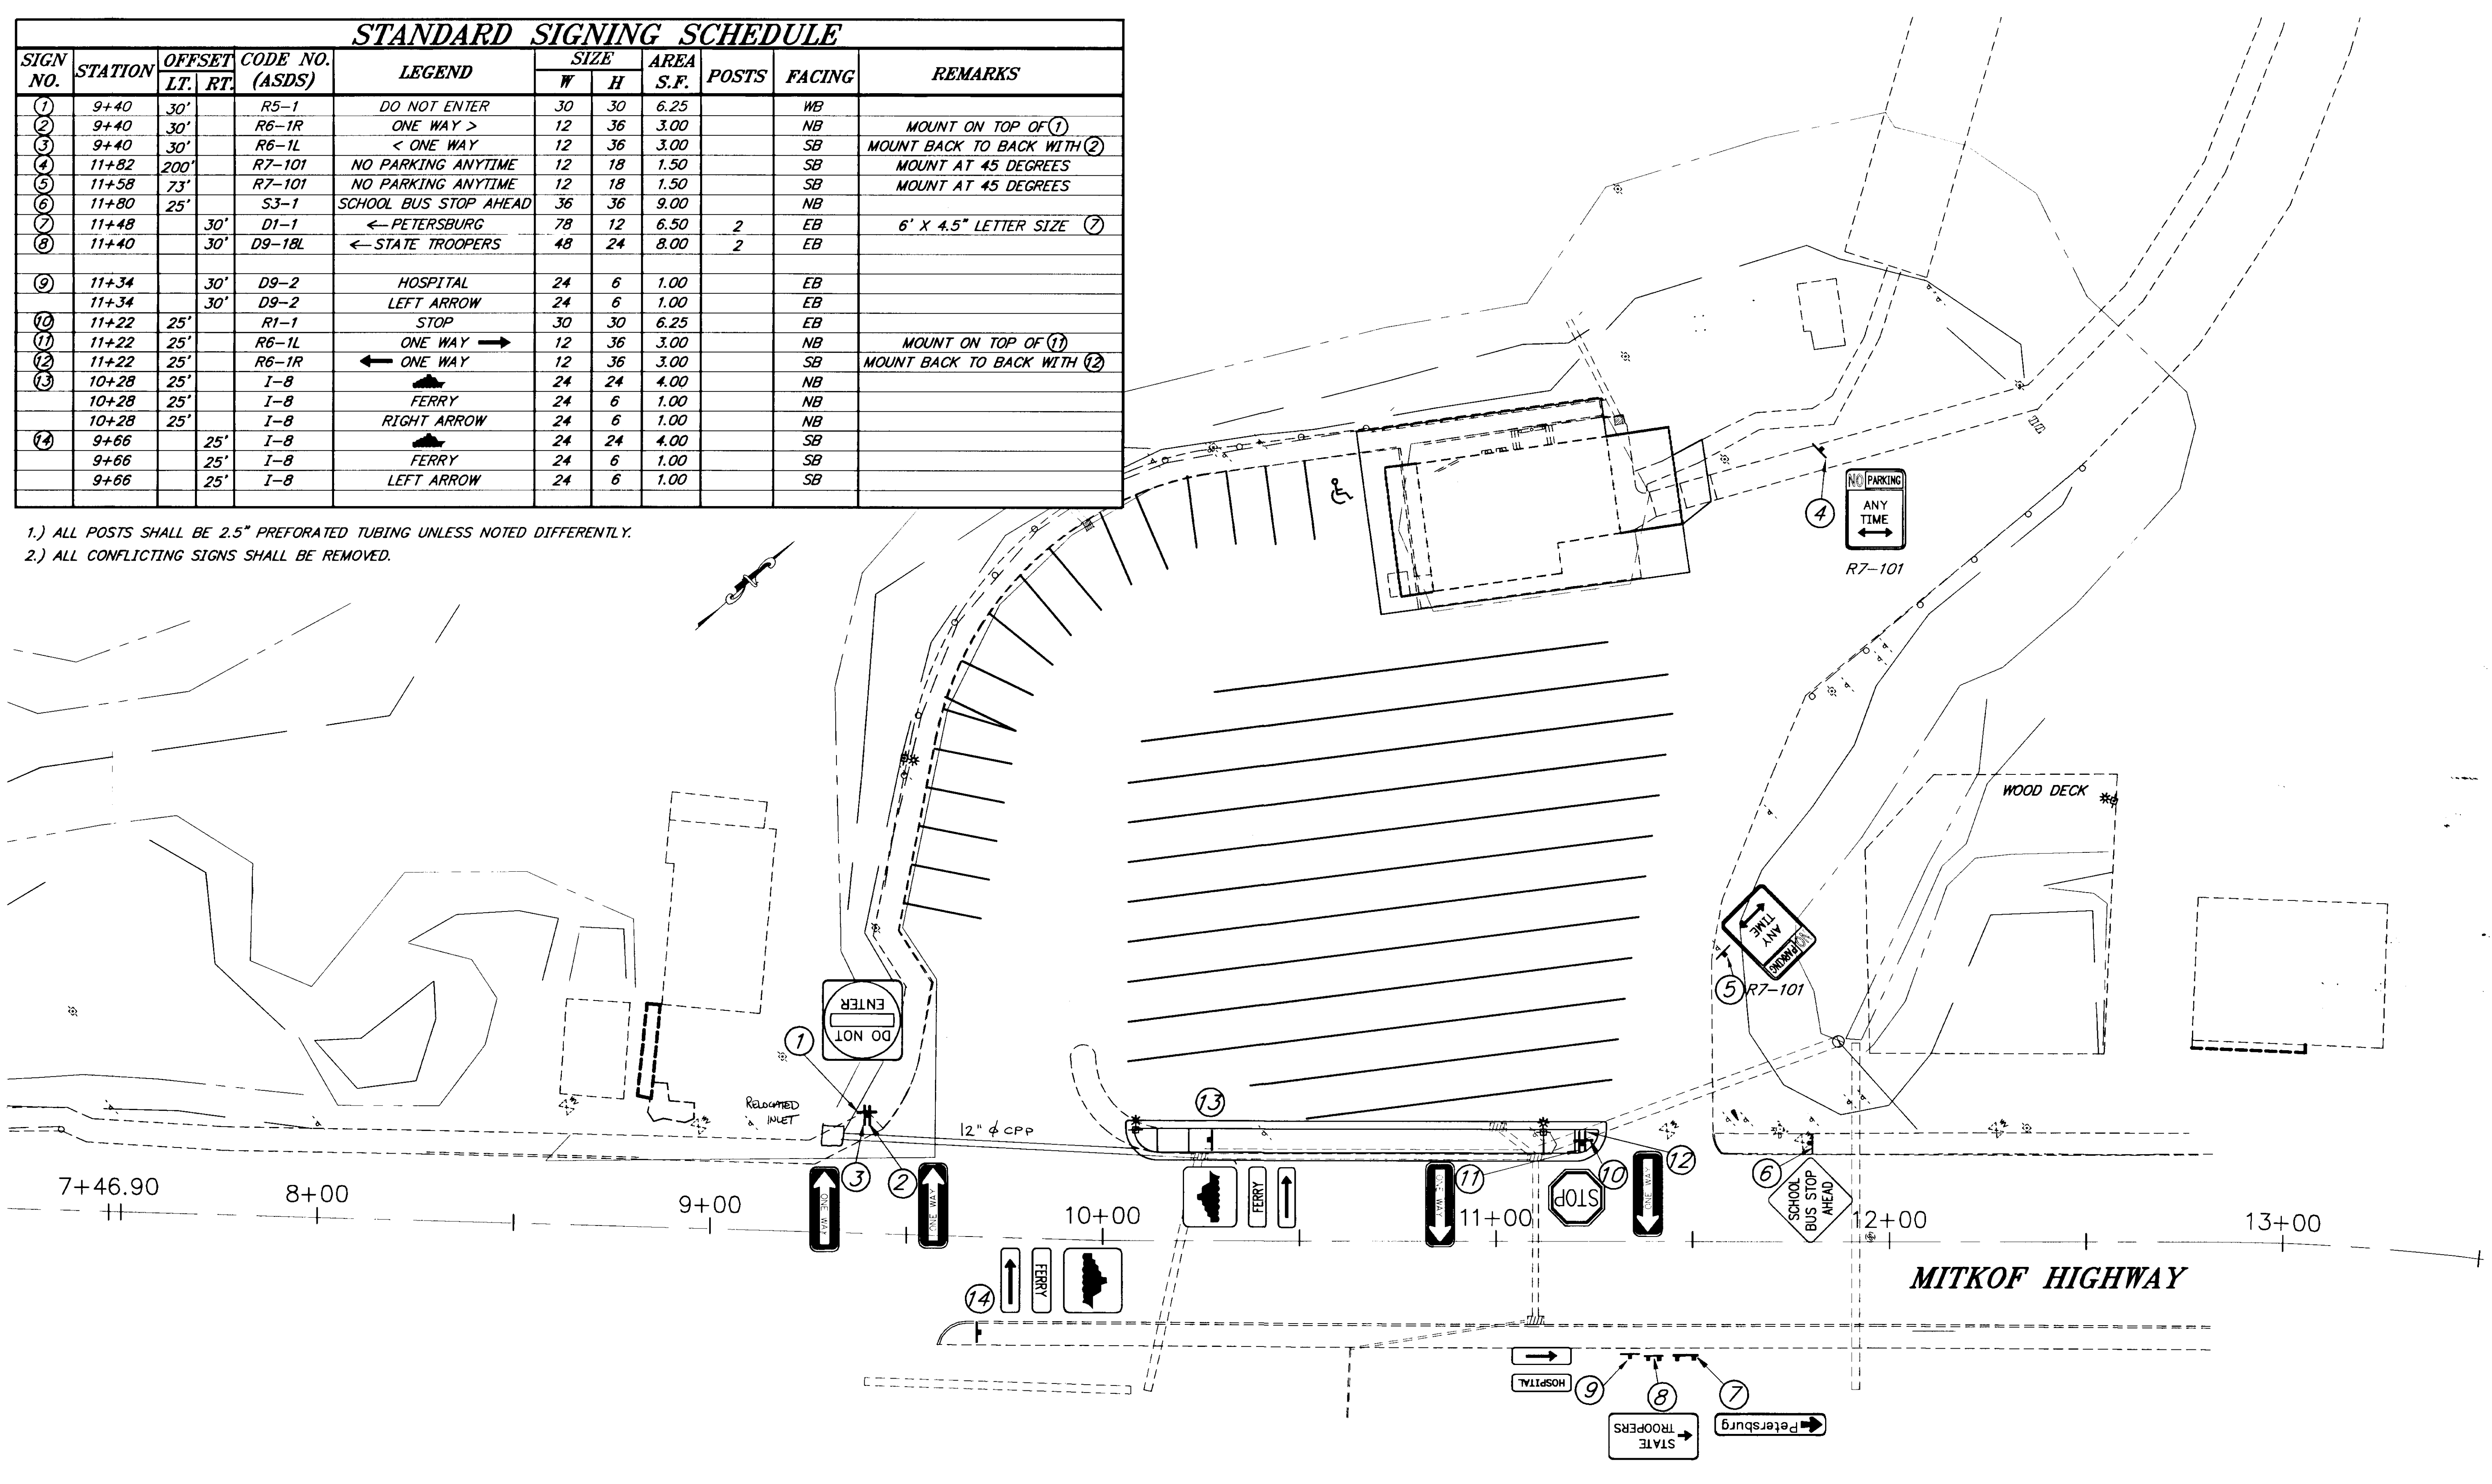 STANDARD SIGNING SCHEDULE
SIGN NO. STATION OFFSET LT. RT. CODE NO. (ASDS) LEGEND SIZE W H AREA S.F. POSTS FACING REMARKS
1 9+40 30' R5-1 DO NOT ENTER 30 30 6.25 WB
2 9+40 30' R6-1R ONE WAY > 12 36 3.00 NB MOUNT ON TOP OF 1
3 9+40 30' R6-1L < ONE WAY 12 36 3.00 SB MOUNT BACK TO BACK WITH 2
4 11+82 200' R7-101 NO PARKING ANYTIME 12 18 1.50 SB MOUNT AT 45 DEGREES
5 11+58 73' R7-101 NO PARKING ANYTIME 12 18 1.50 SB MOUNT AT 45 DEGREES
6 11+80 25' S3-1 SCHOOL BUS STOP AHEAD 36 36 9.00 NB
7 11+48 30' D1-1 ← PETERSBURG 78 12 6.50 2 EB 6' X 4.5" LETTER SIZE 7
8 11+40 30' D9-18L ← STATE TROOPERS 48 24 8.00 2 EB
9 11+34 30' D9-2 HOSPITAL 24 6 1.00 EB
11+34 30' D9-2 LEFT ARROW 24 6 1.00 EB
10 11+22 25' R1-1 STOP 30 30 6.25 EB
11 11+22 25' R6-1L ONE WAY → 12 36 3.00 NB MOUNT ON TOP OF 11
12 11+22 25' R6-1R ← ONE WAY 12 36 3.00 SB MOUNT BACK TO BACK WITH 12
13 10+28 25' I-8 24 24 4.00 NB
10+28 25' I-8 FERRY 24 6 1.00 NB
10+28 25' I-8 RIGHT ARROW 24 6 1.00 NB
14 9+66 25' I-8 24 24 4.00 SB
9+66 25' I-8 FERRY 24 6 1.00 SB
9+66 25' I-8 LEFT ARROW 24 6 1.00 SB
1.) ALL POSTS SHALL BE 2.5" PREFORATED TUBING UNLESS NOTED DIFFERENTLY.
2.) ALL CONFLICTING SIGNS SHALL BE REMOVED.
4
NO PARKING
ANY
TIME
R7-101
WOOD DECK
NO PARKING
ANY
TIME
5
R7-101
DO NOT
ENTER
1
RELOCATED
INLET
12" ϕ CPP
13
3
2
11
10
12
6
ONE WAY
ONE WAY
FERRY
ONE WAY
STOP
ONE WAY
SCHOOL
BUS STOP
AHEAD
7+46.90
8+00
9+00
10+00
11+00
12+00
13+00
MITKOF HIGHWAY
14
FERRY
HOSPITAL
9
8
7
STATE
TROOPERS
Petersburg